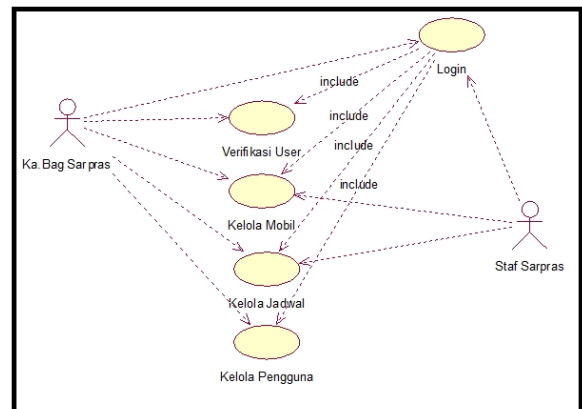 Login
include
Verifikasi User
Ka.Bag Sarpras
include
include
Kelola Mobil
include
Staf Sarpras
Kelola Jadwal
Kelola Pengguna